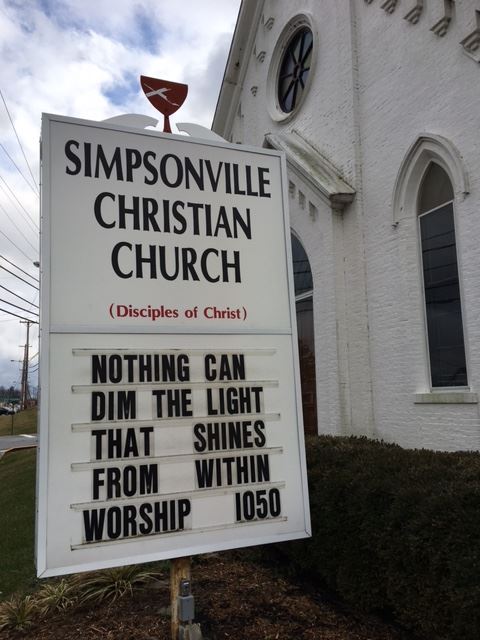 SIMPSONVILLE
CHRISTIAN
CHURCH
(Disciples of Christ)
NOTHING CAN
DIM THE LIGHT
THAT SHINES
FROM WITHIN
WORSHIP 1050